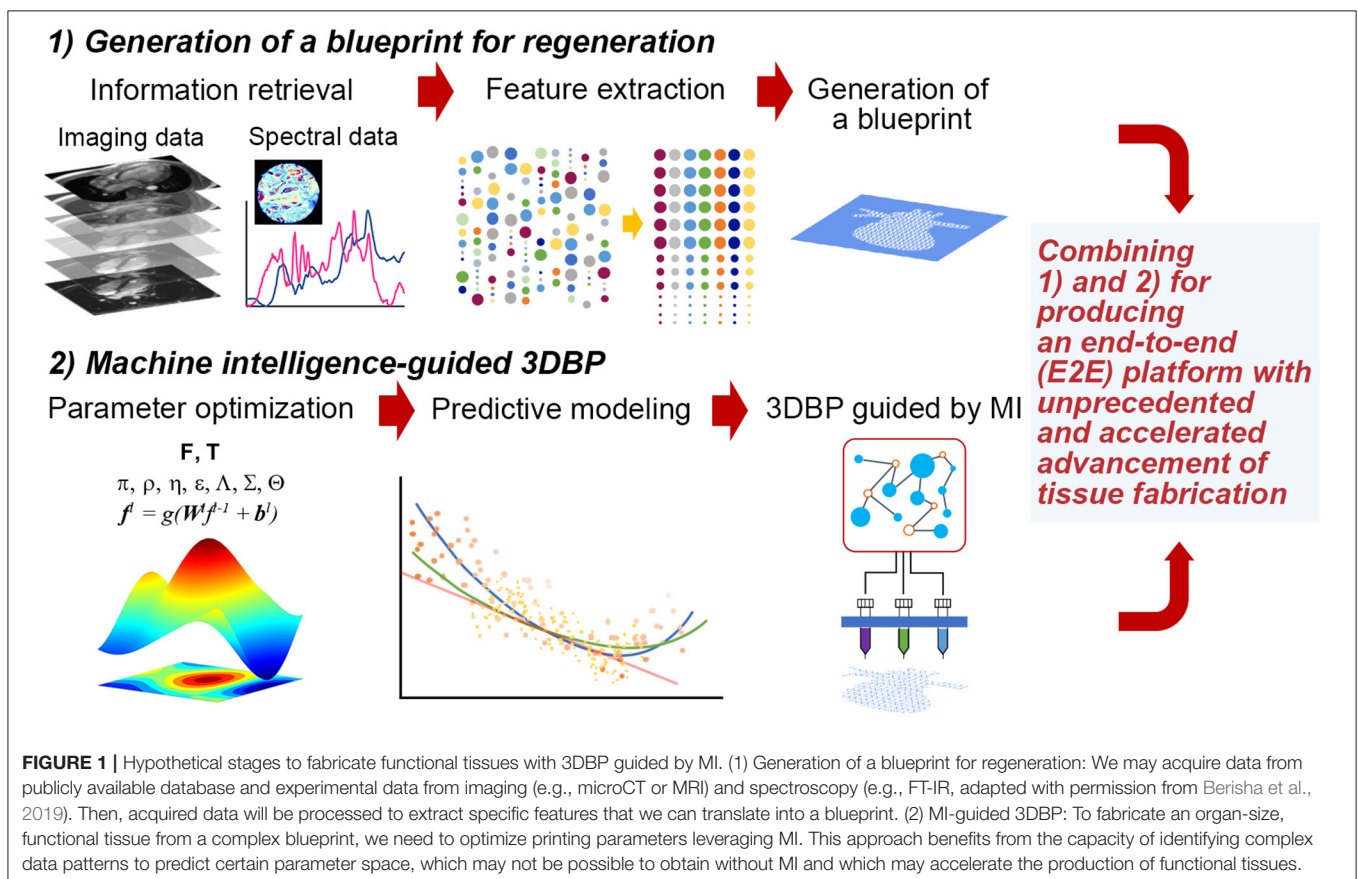 1) Generation of a blueprint for regeneration
Information retrieval
Feature extraction
Generation of
a blueprint
Imaging data
Spectral data
2) Machine intelligence-guided 3DBP
Parameter optimization
Predictive modeling
3DBP guided by MI
F, T
π, ρ, η, ε, Λ, Σ, Θ
fˡ = g(Wˡfˡ⁻¹ + bˡ)
Combining
1) and 2) for
producing
an end-to-end
(E2E) platform with
unprecedented
and accelerated
advancement of
tissue fabrication
FIGURE 1 | Hypothetical stages to fabricate functional tissues with 3DBP guided by MI. (1) Generation of a blueprint for regeneration: We may acquire data from
publicly available database and experimental data from imaging (e.g., microCT or MRI) and spectroscopy (e.g., FT-IR, adapted with permission from Berisha et al.,
2019). Then, acquired data will be processed to extract specific features that we can translate into a blueprint. (2) MI-guided 3DBP: To fabricate an organ-size,
functional tissue from a complex blueprint, we need to optimize printing parameters leveraging MI. This approach benefits from the capacity of identifying complex
data patterns to predict certain parameter space, which may not be possible to obtain without MI and which may accelerate the production of functional tissues.